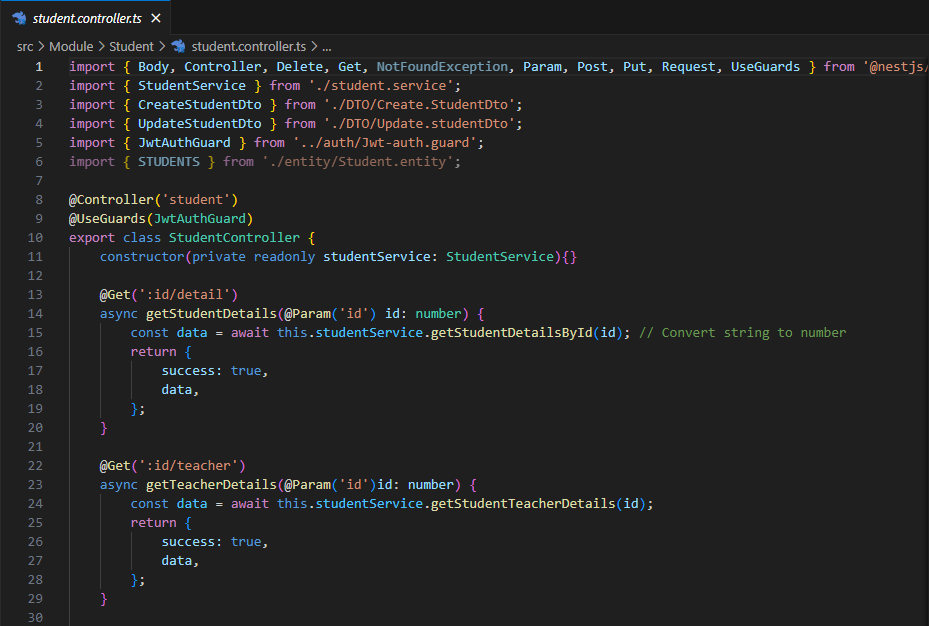 student.controller.ts ×
src > Module > Student > student.controller.ts > ...
1 import { Body, Controller, Delete, Get, NotFoundException, Param, Post, Put, Request, UseGuards } from '@nestjs/
2 import { StudentService } from './student.service';
3 import { CreateStudentDto } from './DTO/Create.StudentDto';
4 import { UpdateStudentDto } from './DTO/Update.studentDto';
5 import { JwtAuthGuard } from '../auth/Jwt-auth.guard';
6 import { STUDENTS } from './entity/Student.entity';
7
8 @Controller('student')
9 @UseGuards(JwtAuthGuard)
10 export class StudentController {
11     constructor(private readonly studentService: StudentService){}
12
13     @Get(':id/detail')
14     async getStudentDetails(@Param('id') id: number) {
15         const data = await this.studentService.getStudentDetailsById(id); // Convert string to number
16         return {
17             success: true,
18             data,
19         };
20     }
21
22     @Get(':id/teacher')
23     async getTeacherDetails(@Param('id')id: number) {
24         const data = await this.studentService.getStudentTeacherDetails(id);
25         return {
26             success: true,
27             data,
28         };
29     }
30